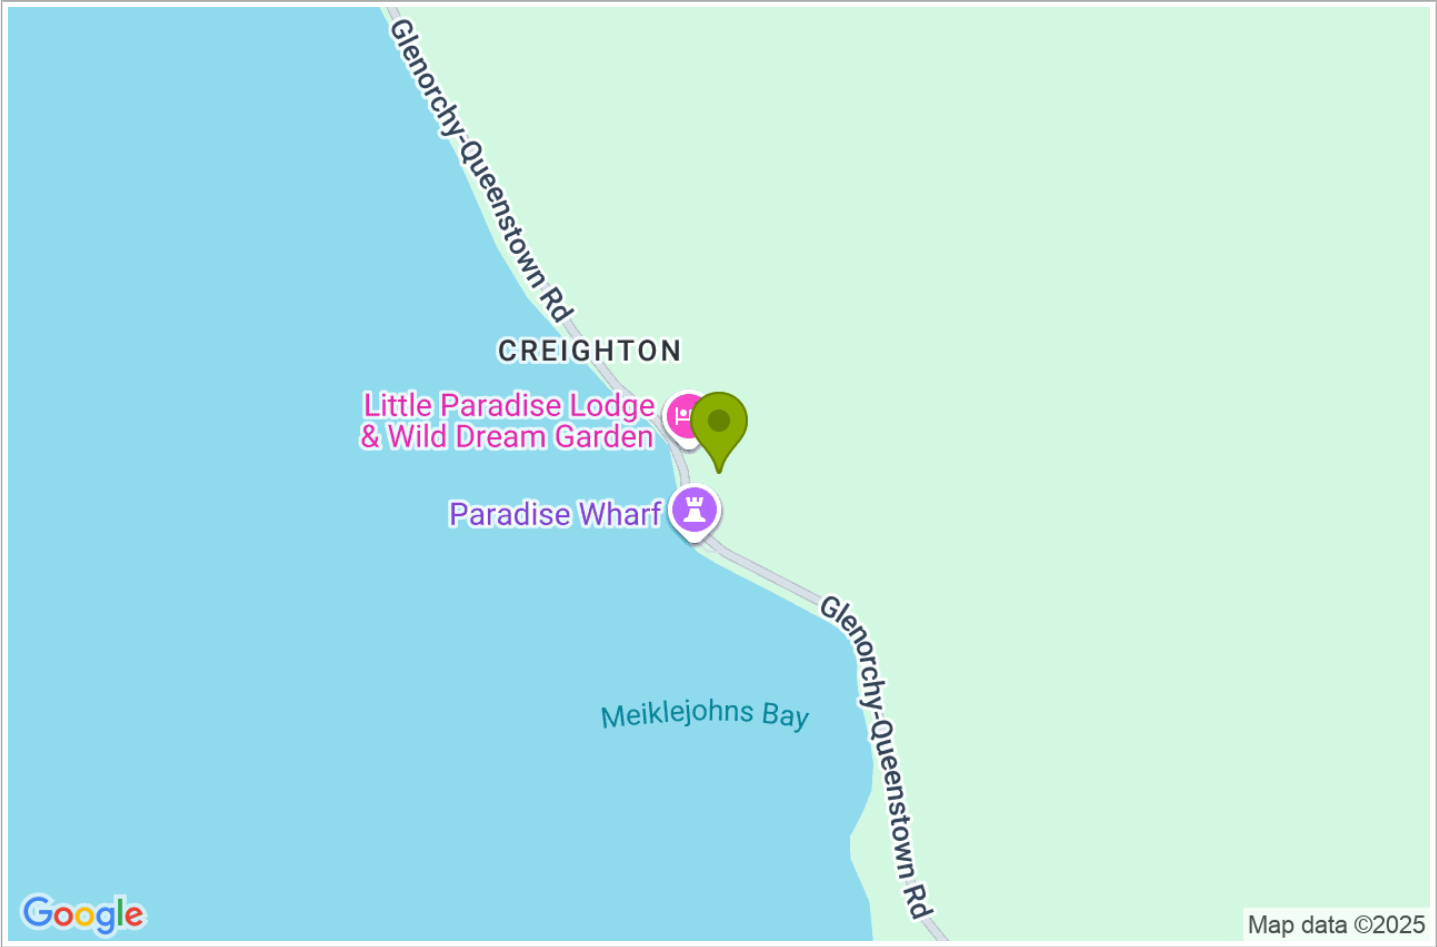 Glenorchy-Queenstown Rd
CREIGHTON
Little Paradise Lodge
& Wild Dream Garden
Paradise Wharf
Glenorchy-Queenstown Rd
Meiklejohns Bay
Google
Map data ©2025